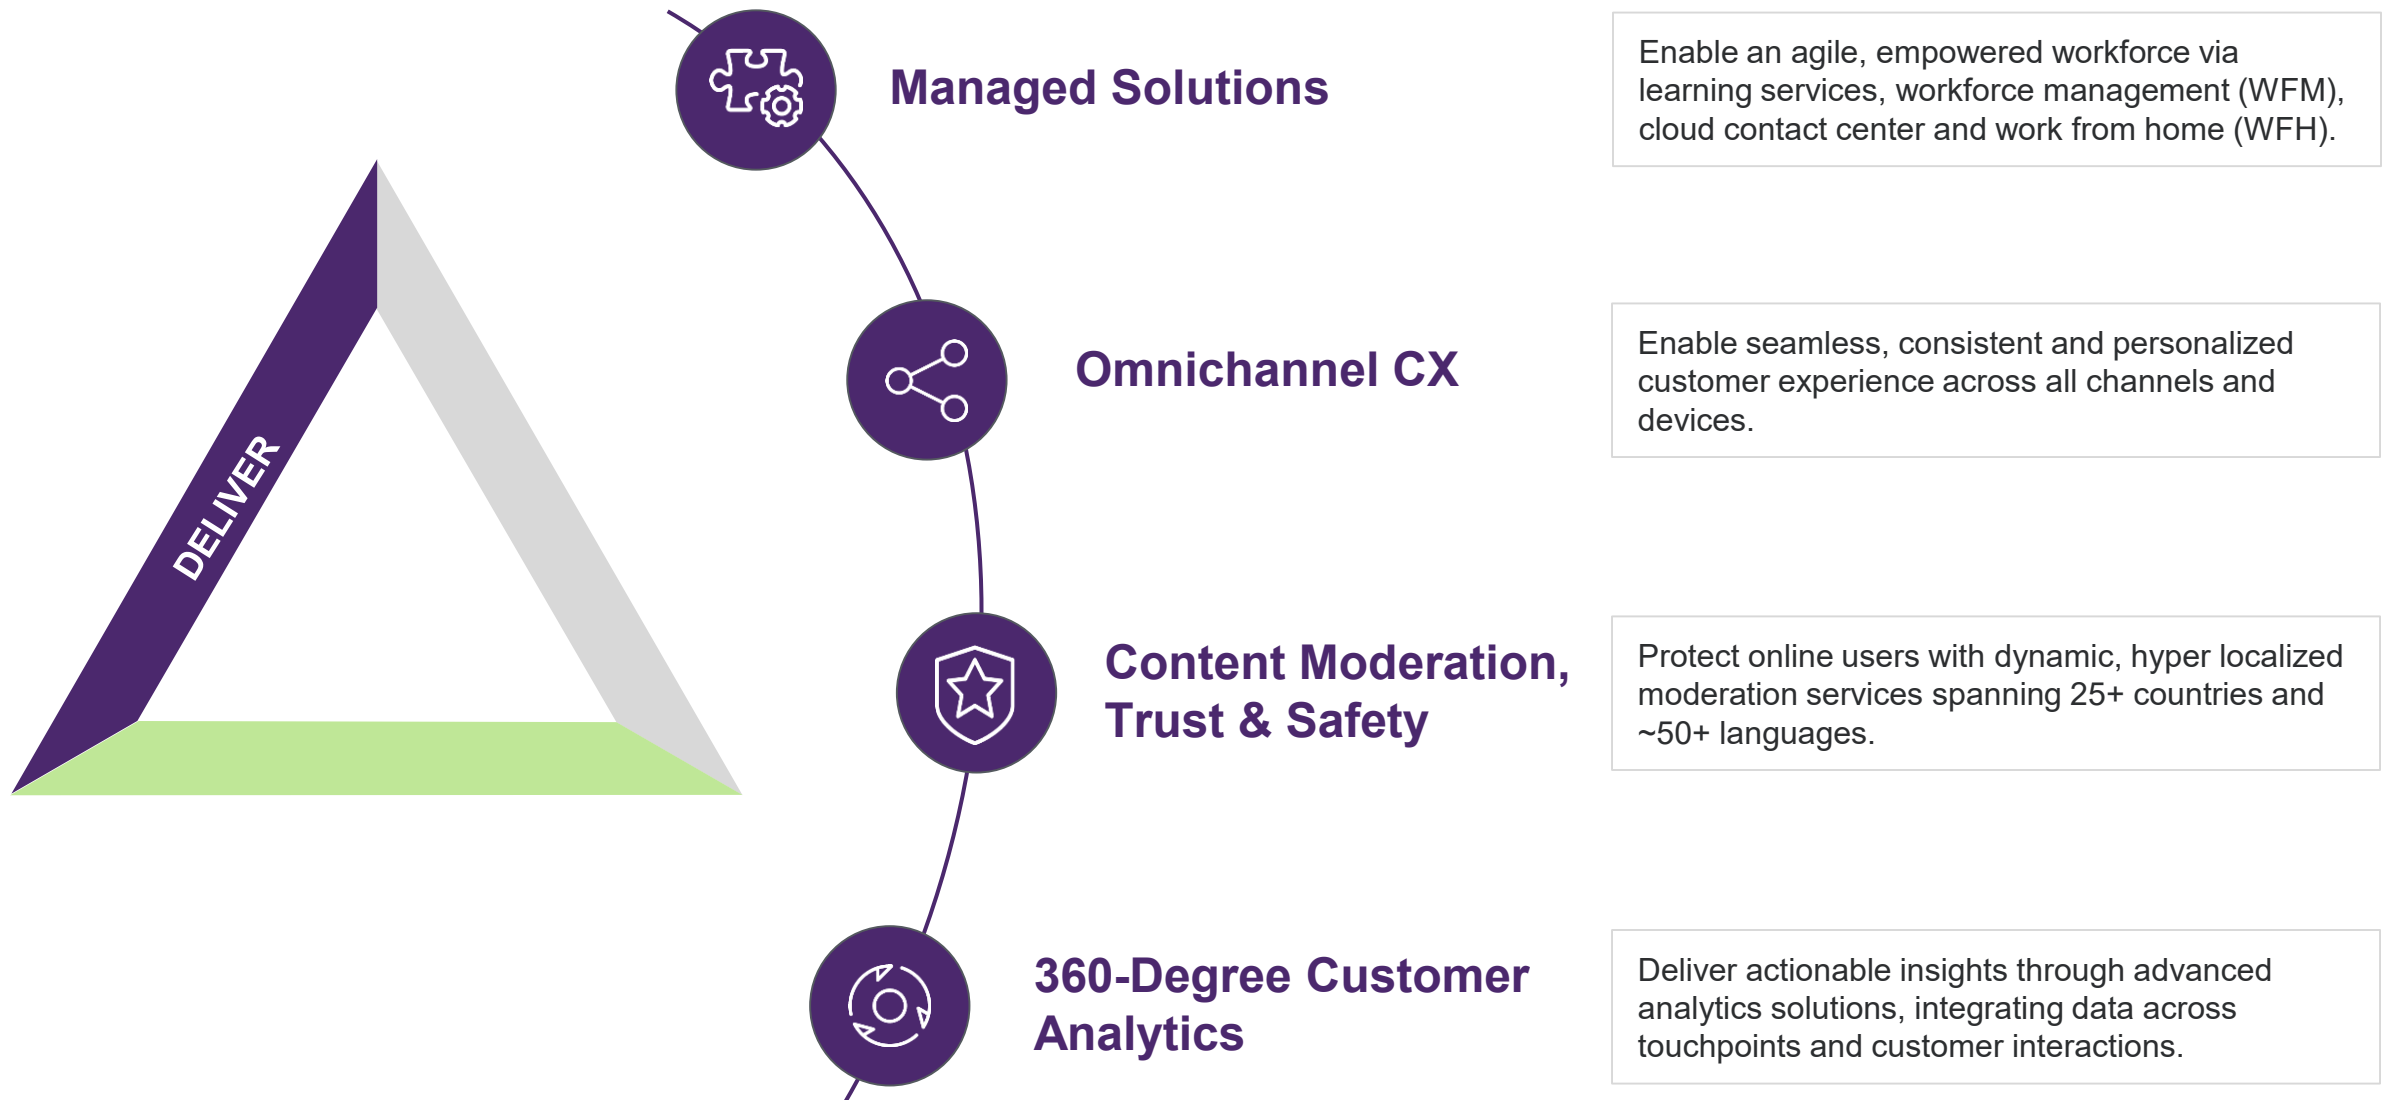 Managed Solutions
Enable an agile, empowered workforce via
learning services, workforce management (WFM),
cloud contact center and work from home (WFH).
DELIVER
Omnichannel CX
Enable seamless, consistent and personalized
customer experience across all channels and
devices.
Content Moderation,
Trust & Safety
Protect online users with dynamic, hyper localized
moderation services spanning 25+ countries and
~50+ languages.
360-Degree Customer
Analytics
Deliver actionable insights through advanced
analytics solutions, integrating data across
touchpoints and customer interactions.